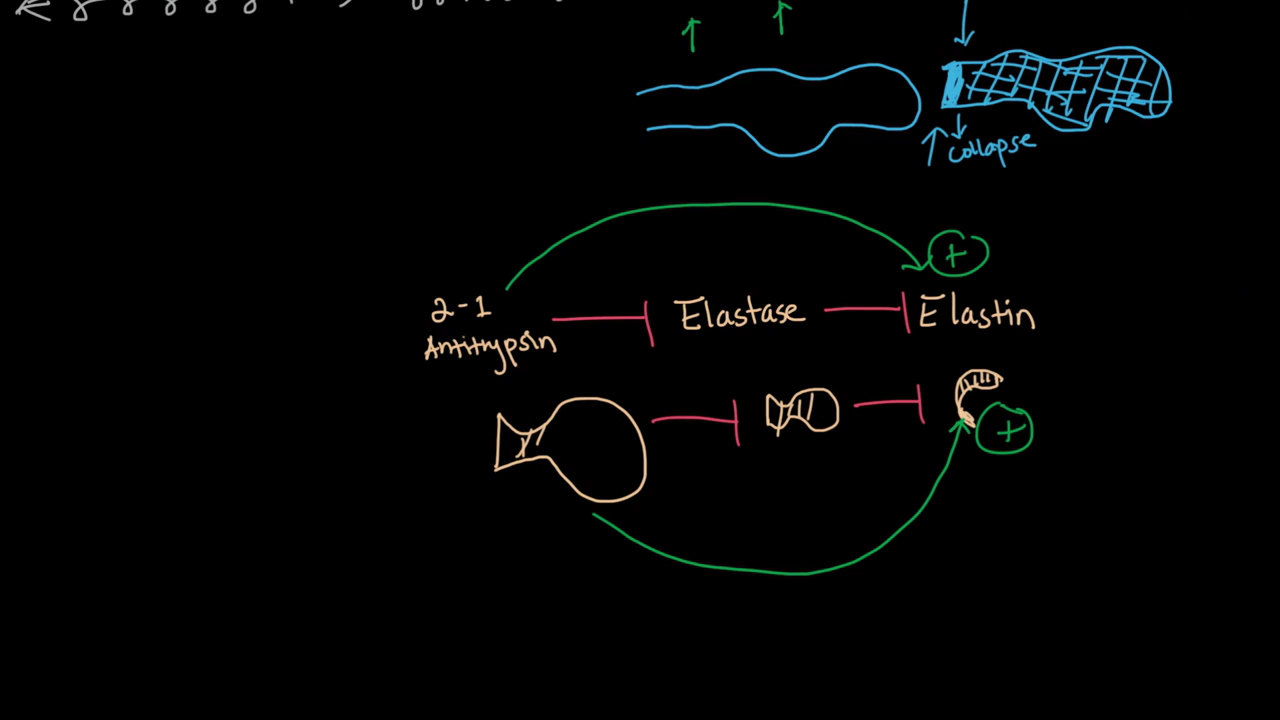 collapse
+
2-1 Elastase Elastin
Antitrypsin
+